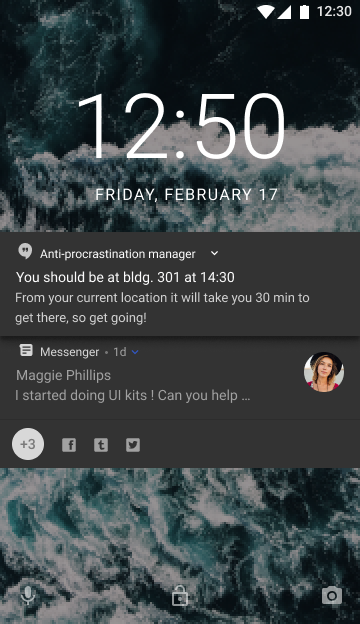 12:30
12:50
FRIDAY, FEBRUARY 17
Anti-procrastination manager
You should be at bldg. 301 at 14:30
From your current location it will take you 30 min to
get there, so get going!
Messenger • 1d
Maggie Phillips
I started doing UI kits ! Can you help ...
+3